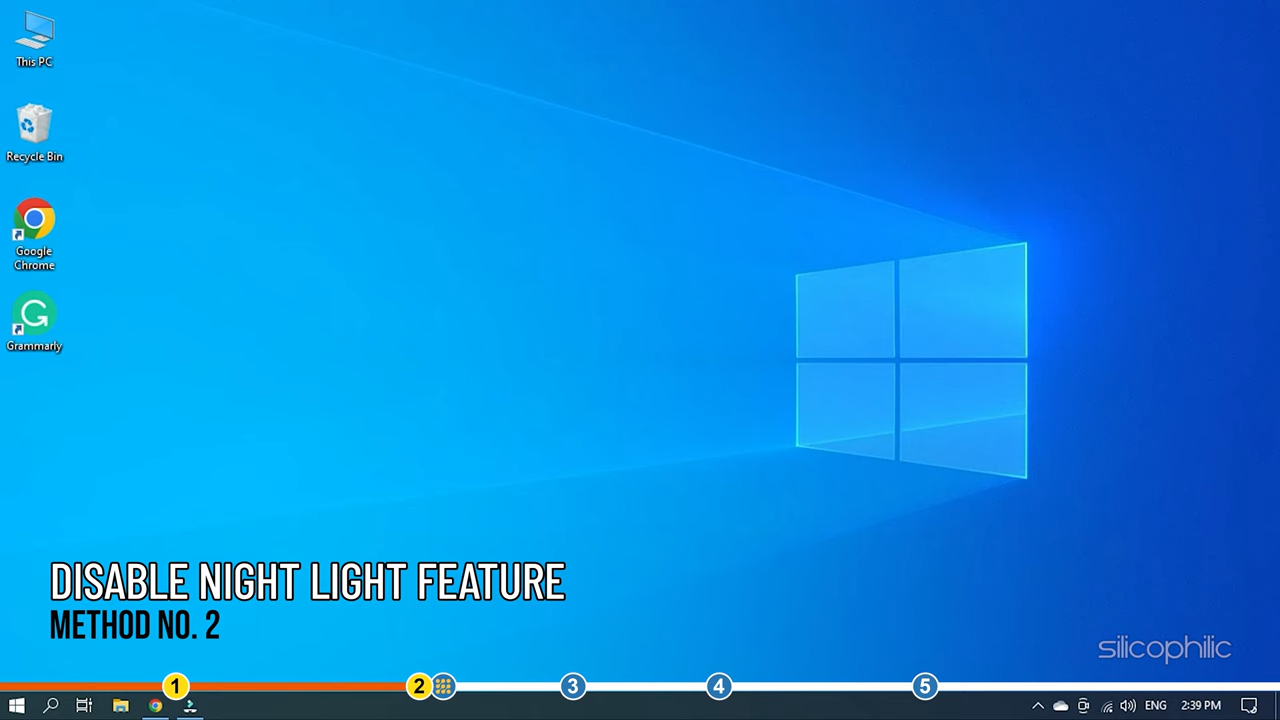 This PC
Recycle Bin
Google
Chrome
Grammarly
DISABLE NIGHT LIGHT FEATURE
METHOD NO. 2
silicophilic
1 2 3 4 5
ENG 2:39 PM